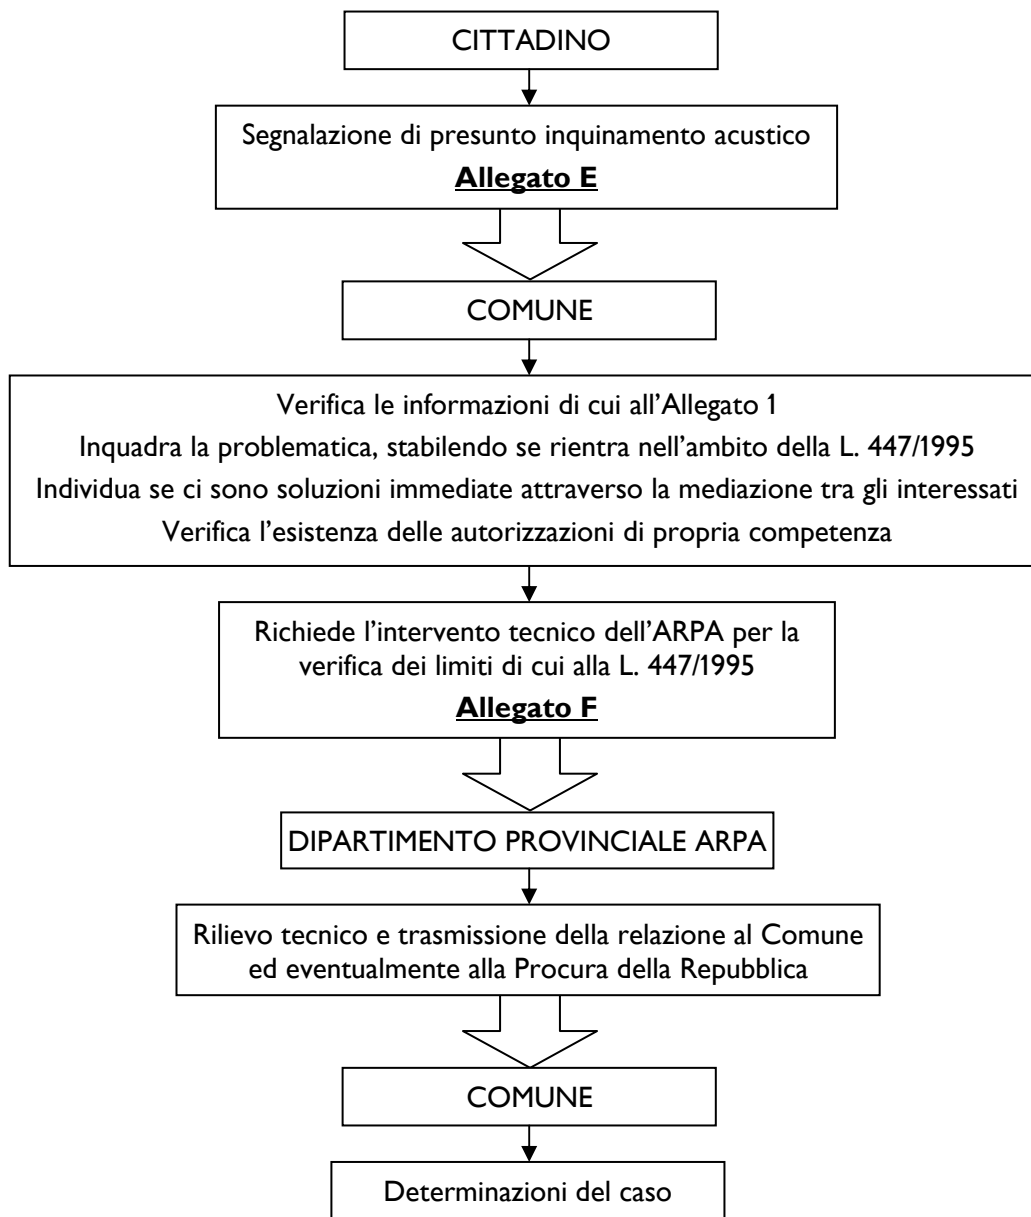 CITTADINO
Segnalazione di presunto inquinamento acustico
Allegato E
COMUNE
Verifica le informazioni di cui all’Allegato 1
Inquadra la problematica, stabilendo se rientra nell’ambito della L. 447/1995
Individua se ci sono soluzioni immediate attraverso la mediazione tra gli interessati
Verifica l’esistenza delle autorizzazioni di propria competenza
Richiede l’intervento tecnico dell’ARPA per la
verifica dei limiti di cui alla L. 447/1995
Allegato F
DIPARTIMENTO PROVINCIALE ARPA
Rilievo tecnico e trasmissione della relazione al Comune
ed eventualmente alla Procura della Repubblica
COMUNE
Determinazioni del caso